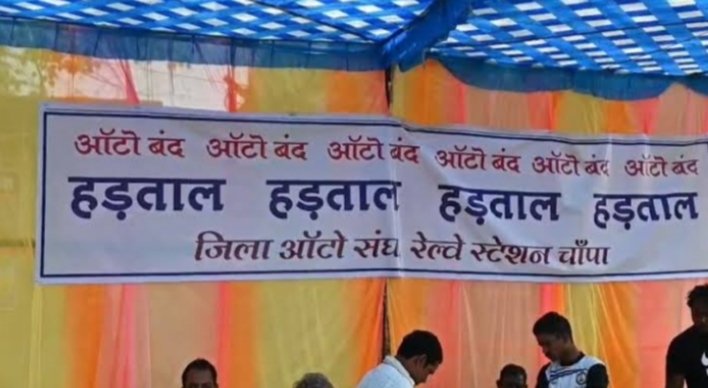 ऑटो बंद ऑटो बंद ऑटो बंद ऑटो बंद ऑटो बंद ऑटो बंद
हड़ताल हड़ताल हड़ताल हड़ताल
जिला ऑटो संघ रेल्वे स्टेशन चाँपा